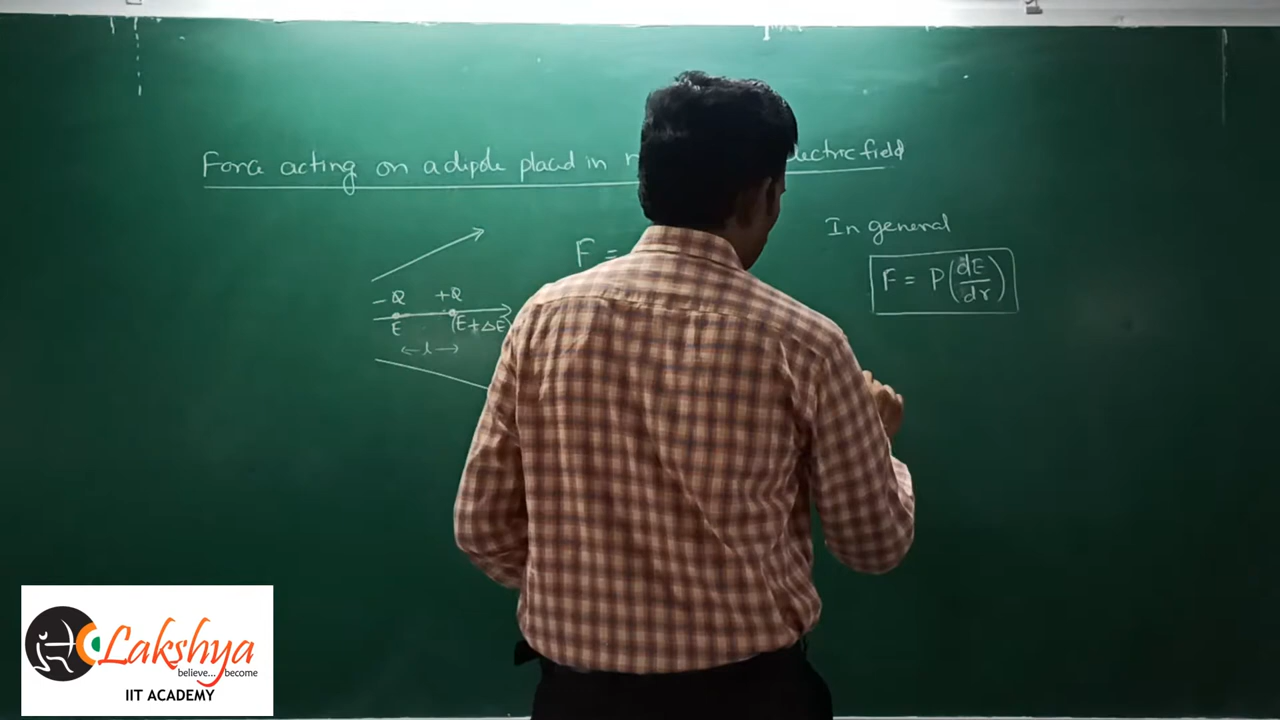 Force acting on a dipole placed in electric field
In general
F =
F = P(dE/dr)
-Q +Q
E (E+ΔE)
l
Lakshya
believe... become
IIT ACADEMY